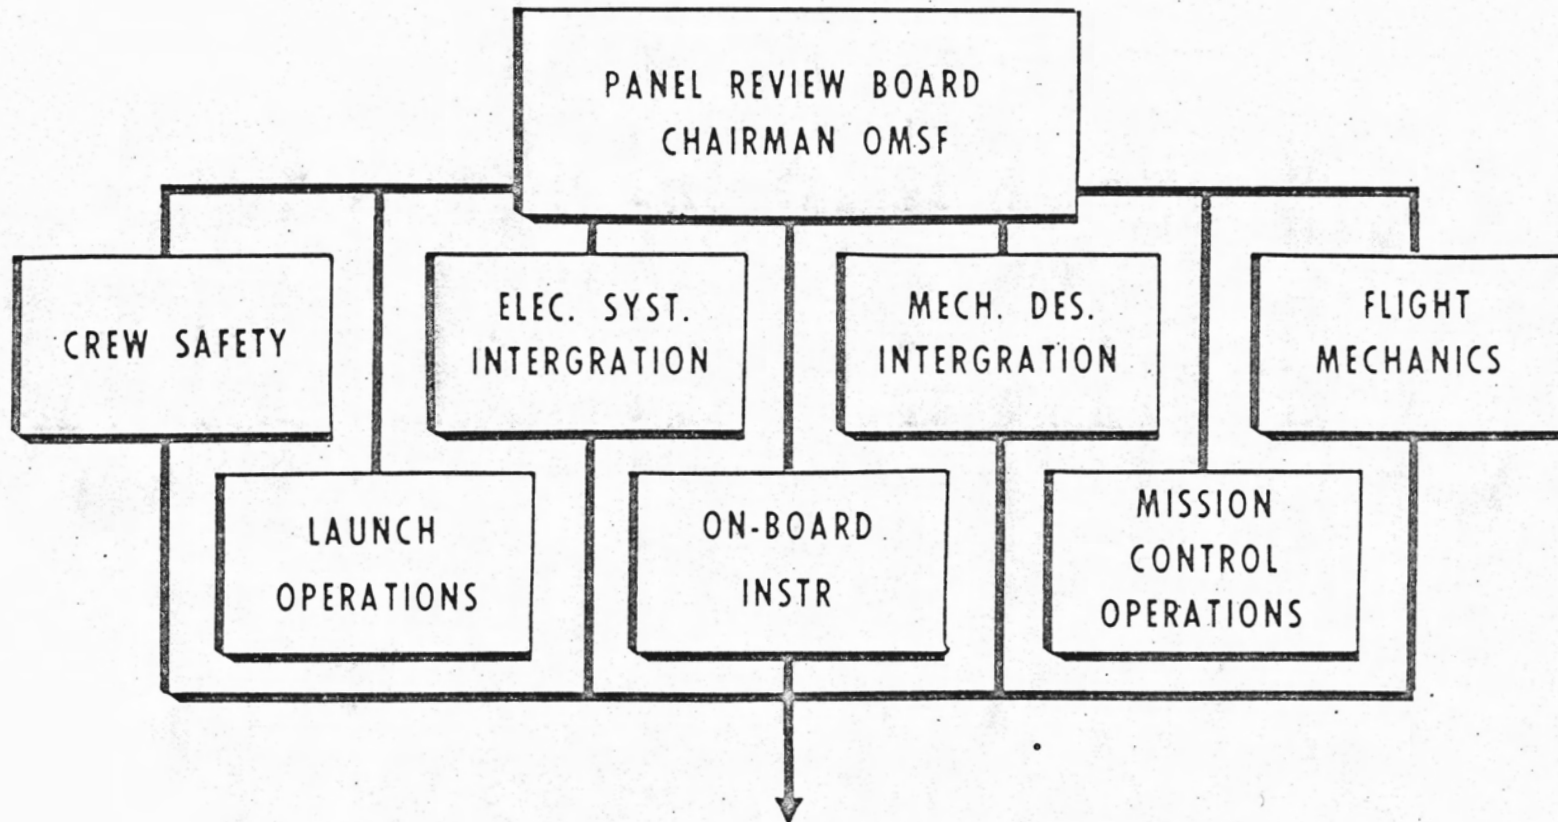 PANEL REVIEW BOARD
CHAIRMAN OMSF
CREW SAFETY
ELEC. SYST.
INTERGRATION
MECH. DES.
INTERGRATION
FLIGHT
MECHANICS
LAUNCH
OPERATIONS
ON-BOARD
INSTR
MISSION
CONTROL
OPERATIONS